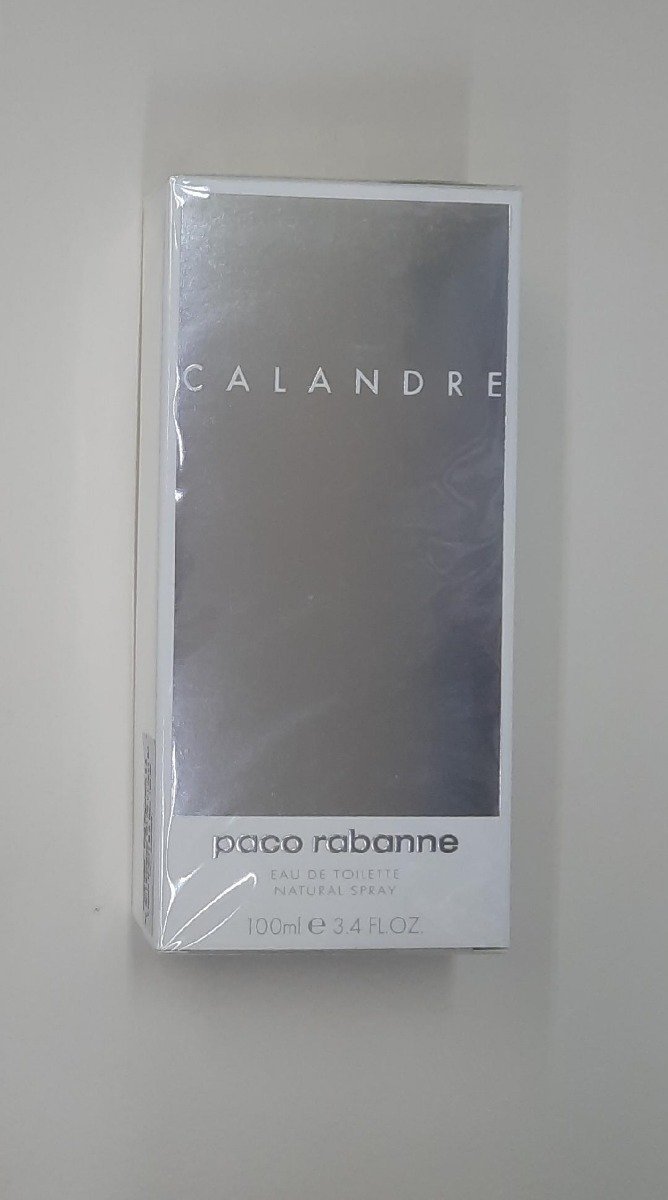 CALANDRE
paco rabanne
EAU DE TOILETTE
NATURAL SPRAY
100ml e 3.4 FL.OZ.